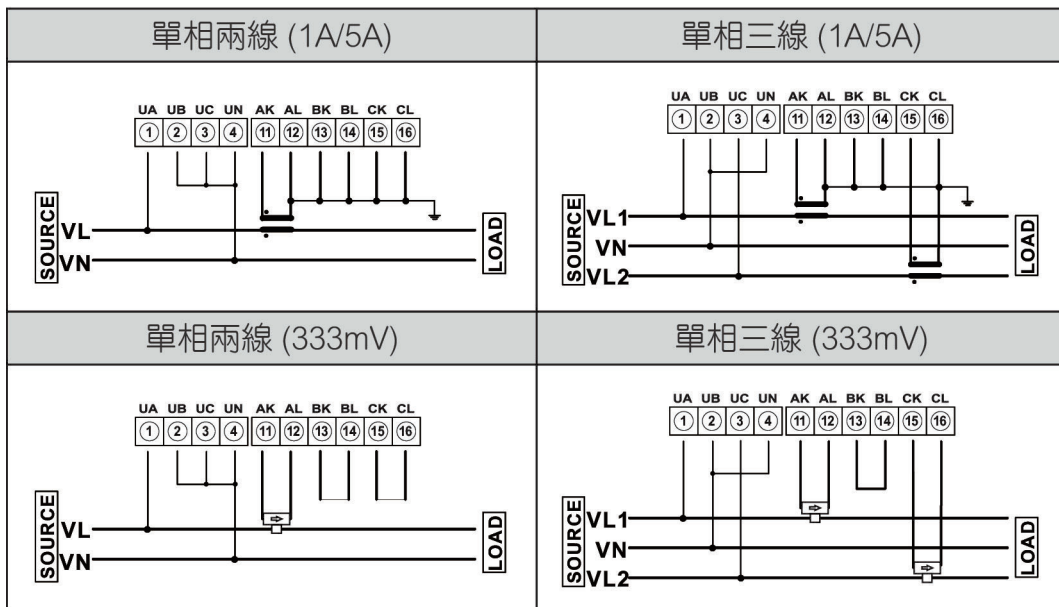 單相兩線 (1A/5A)
UA UB UC UN AK AL BK BL CK CL
① ② ③ ④ ⑪ ⑫ ⑬ ⑭ ⑮ ⑯
SOURCE
VL
VN
LOAD
單相三線 (1A/5A)
UA UB UC UN AK AL BK BL CK CL
① ② ③ ④ ⑪ ⑫ ⑬ ⑭ ⑮ ⑯
SOURCE
VL1
VN
VL2
LOAD
單相兩線 (333mV)
UA UB UC UN AK AL BK BL CK CL
① ② ③ ④ ⑪ ⑫ ⑬ ⑭ ⑮ ⑯
SOURCE
VL
VN
LOAD
單相三線 (333mV)
UA UB UC UN AK AL BK BL CK CL
① ② ③ ④ ⑪ ⑫ ⑬ ⑭ ⑮ ⑯
SOURCE
VL1
VN
VL2
LOAD